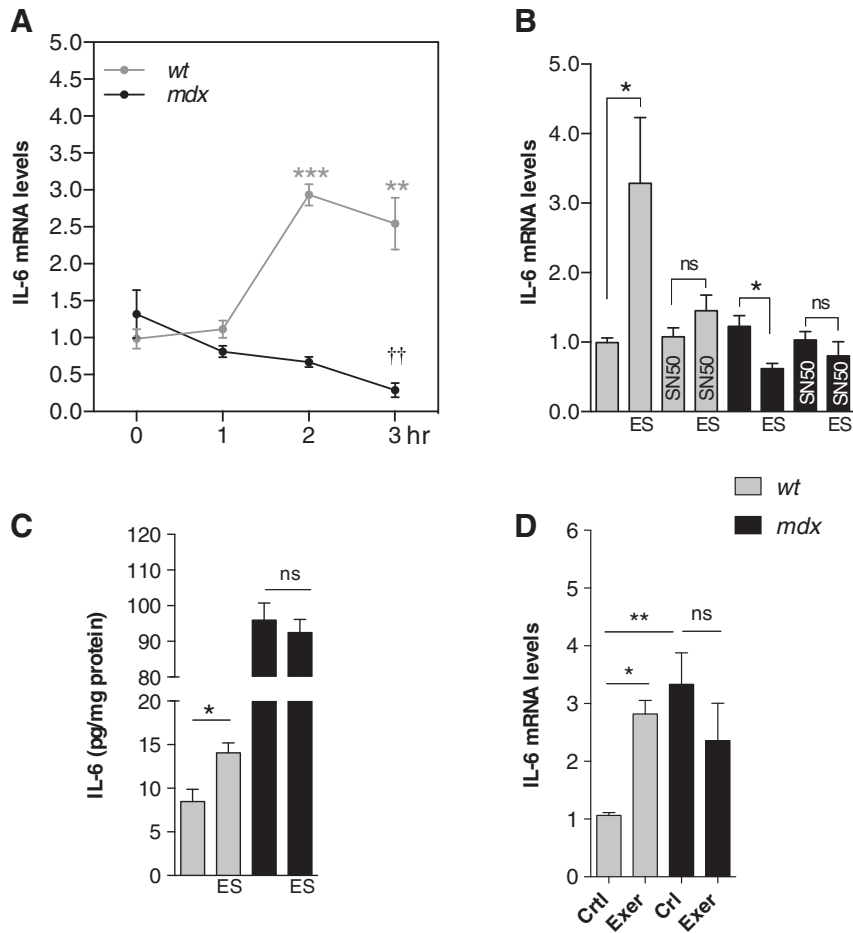 A
5.0
4.5
4.0
3.5
3.0
2.5
2.0
1.5
1.0
0.5
0.0
IL-6 mRNA levels
wt
mdx
***
**
††
0 1 2 3 hr
B
5.0
4.0
3.0
2.0
1.0
0.0
IL-6 mRNA levels
*
ns
*
ns
SN50 SN50 SN50 SN50
ES ES ES ES
wt
mdx
C
120
110
100
90
80
20
15
10
5
0
IL-6 (pg/mg protein)
*
ns
ES ES
D
6
5
4
3
2
1
0
IL-6 mRNA levels
**
ns
*
Crtl Exer Crl Exer